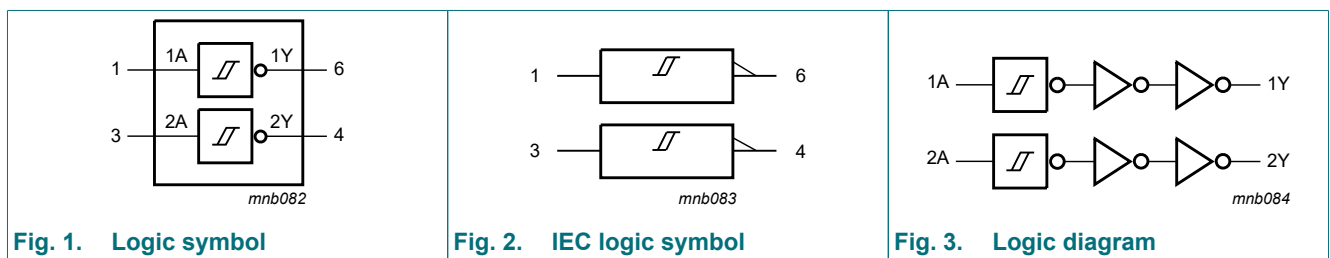 1 1A 1Y 6
3 2A 2Y 4
mnb082
Fig. 1. Logic symbol
1 6
3 4
mnb083
Fig. 2. IEC logic symbol
1A 1Y
2A 2Y
mnb084
Fig. 3. Logic diagram